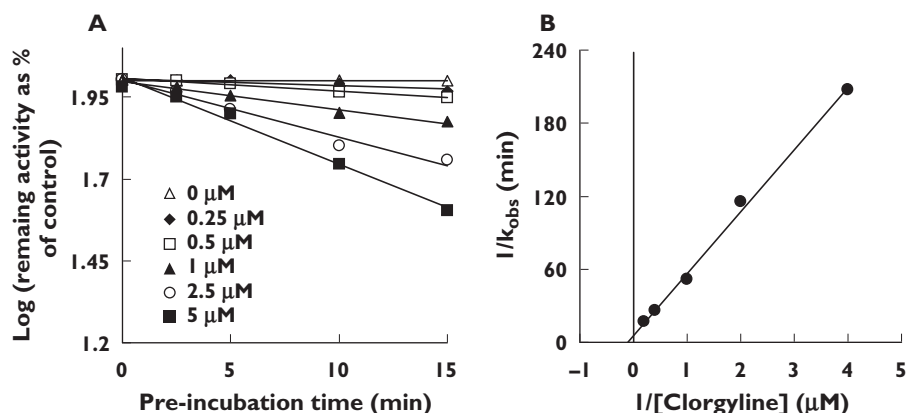 A
Log (remaing activity as %
of control)
1.95
1.7
1.45
1.2
0 μM
0.25 μM
0.5 μM
1 μM
2.5 μM
5 μM
0 5 10 15
Pre-incubation time (min)
B
1/k_obs (min)
240
180
120
60
0
–1 0 1 2 3 4 5
1/[Clorgyline] (μM)